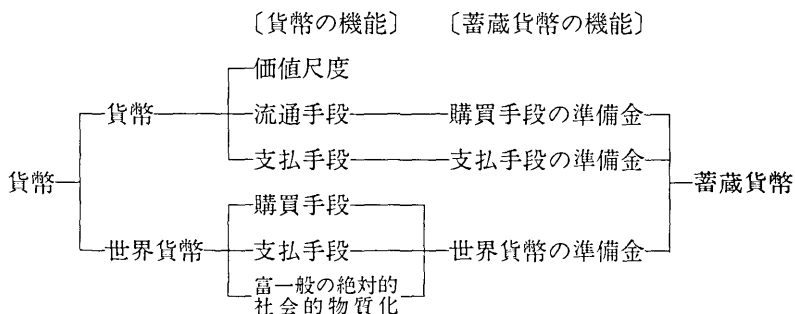 〔貨幣の機能〕 〔蓄蔵貨幣の機能〕
価値尺度
貨幣 流通手段 購買手段の準備金
支払手段 支払手段の準備金
貨幣 蓄蔵貨幣
購買手段
世界貨幣 支払手段 世界貨幣の準備金
富一般の絶対的
社会的物質化